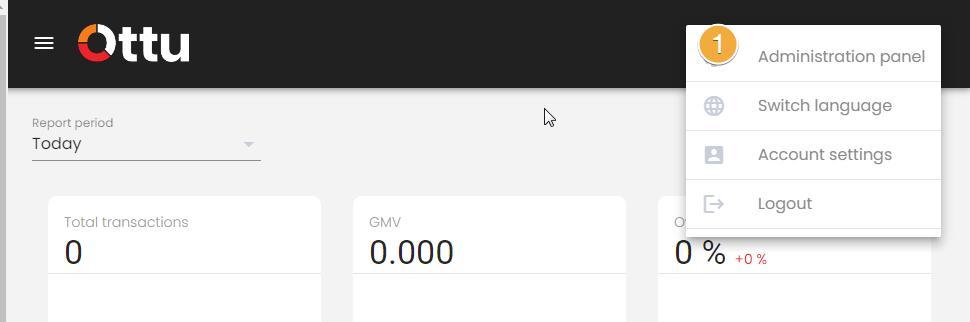 Ottu
1
Administration panel
Switch language
Account settings
Logout
Report period
Today
Total transactions
0
GMV
0.000
0 %
+0 %